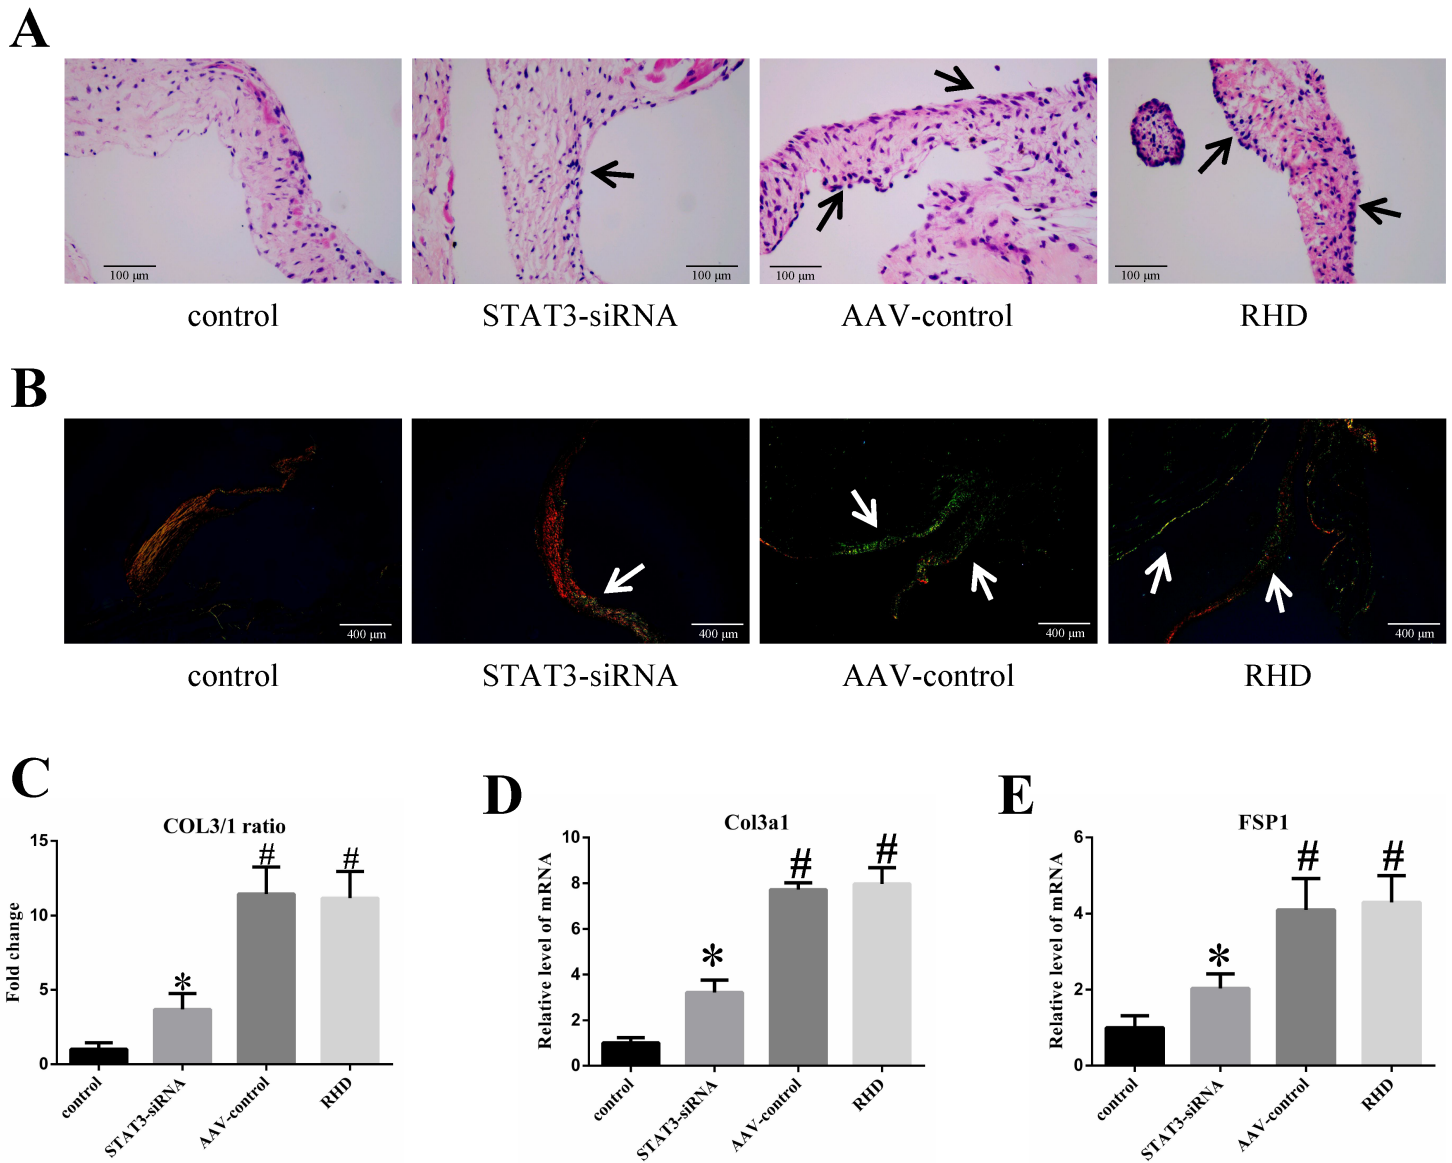 A
100 μm
100 μm
100 μm
100 μm
control
STAT3-siRNA
AAV-control
RHD
B
400 μm
400 μm
400 μm
400 μm
control
STAT3-siRNA
AAV-control
RHD
C
COL3/1 ratio
Fold change
15
10
5
0
*
#
#
control
STAT3-siRNA
AAV-control
RHD
D
Col3a1
Relative level of mRNA
10
8
6
4
2
0
*
#
#
control
STAT3-siRNA
AAV-control
RHD
E
FSP1
Relative level of mRNA
6
4
2
0
*
#
#
control
STAT3-siRNA
AAV-control
RHD